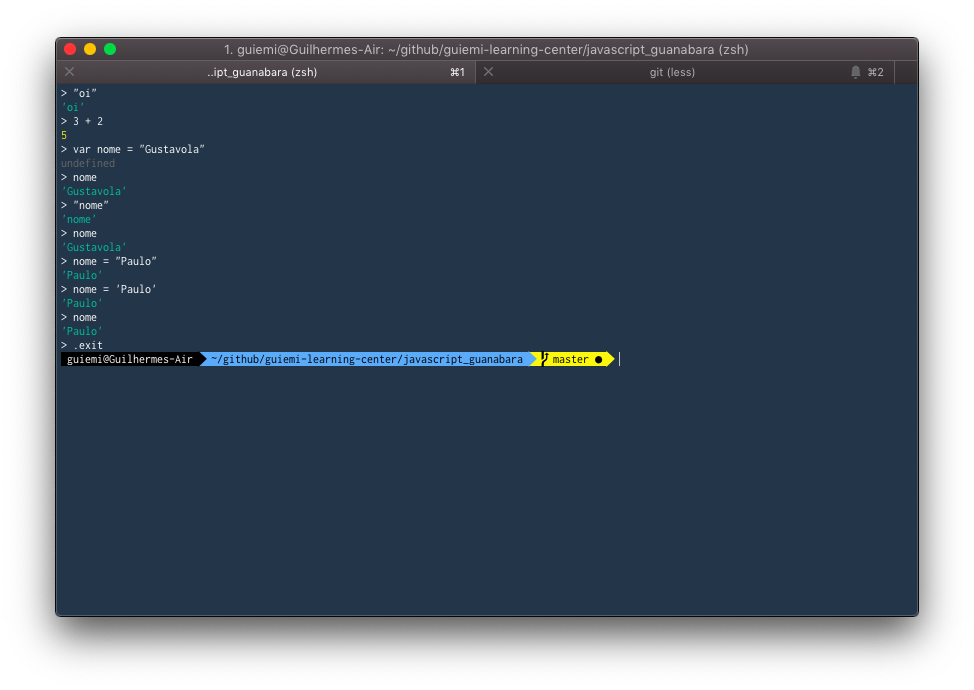 1. guiemi@Guilhermes-Air: ~/github/guiemi-learning-center/javascript_guanabara (zsh)
..ipt_guanabara (zsh) ⌘1 git (less) ⌘2
> "oi"
'oi'
> 3 + 2
5
> var nome = "Gustavola"
undefined
> nome
'Gustavola'
> "nome"
'nome'
> nome
'Gustavola'
> nome = "Paulo"
'Paulo'
> nome = 'Paulo'
'Paulo'
> nome
'Paulo'
> .exit
guiemi@Guilhermes-Air ~/github/guiemi-learning-center/javascript_guanabara master ●